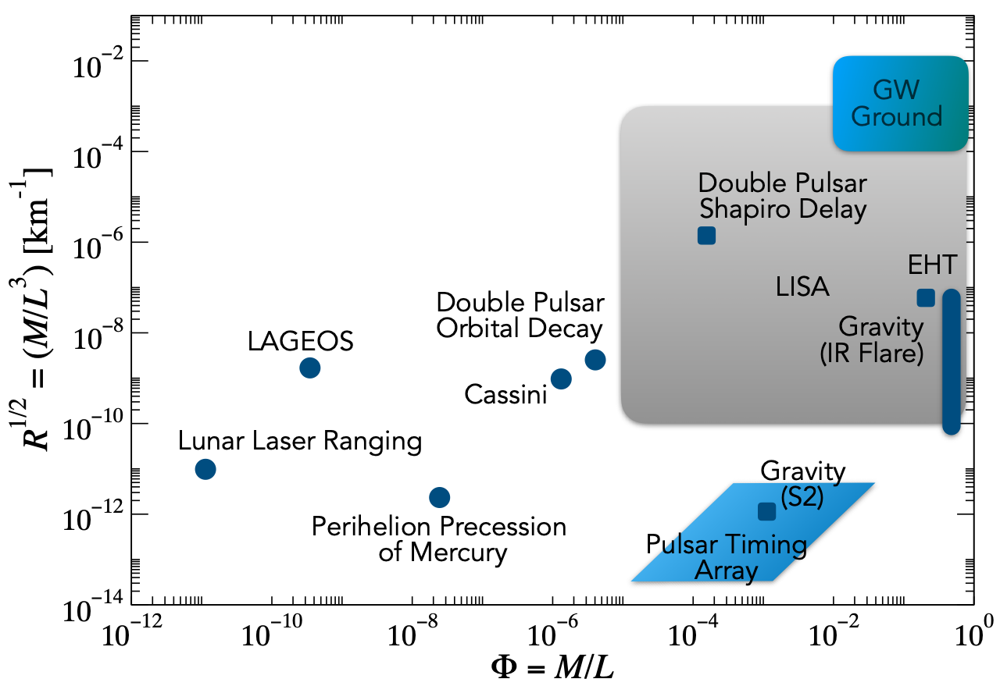 10⁻²
10⁻⁴
10⁻⁶
10⁻⁸
10⁻¹⁰
10⁻¹²
10⁻¹⁴
R^1/2 = (M/L³) [km⁻¹]
GW
Ground
Double Pulsar
Shapiro Delay
EHT
LISA
Gravity
(IR Flare)
Double Pulsar
Orbital Decay
LAGEOS
Cassini
Lunar Laser Ranging
Perihelion Precession
of Mercury
Gravity
(S2)
Pulsar Timing
Array
10⁻¹² 10⁻¹⁰ 10⁻⁸ 10⁻⁶ 10⁻⁴ 10⁻² 10⁰
Φ = M/L